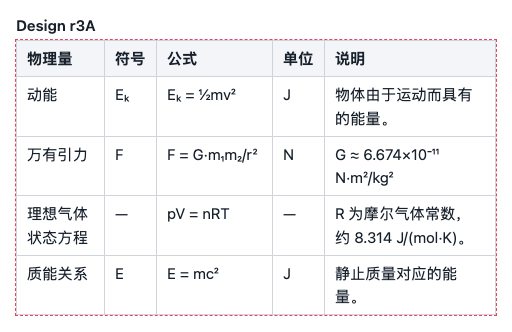 Design r3A
物理量 符号 公式 单位 说明
动能 Eₖ Eₖ = ½mv² J 物体由于运动而具有
的能量。
万有引力 F F = G·m₁m₂/r² N G ≈ 6.674×10⁻¹¹
N·m²/kg²
理想气体 — pV = nRT — R 为摩尔气体常数，
状态方程 约 8.314 J/(mol·K)。
质能关系 E E = mc² J 静止质量对应的能
量。